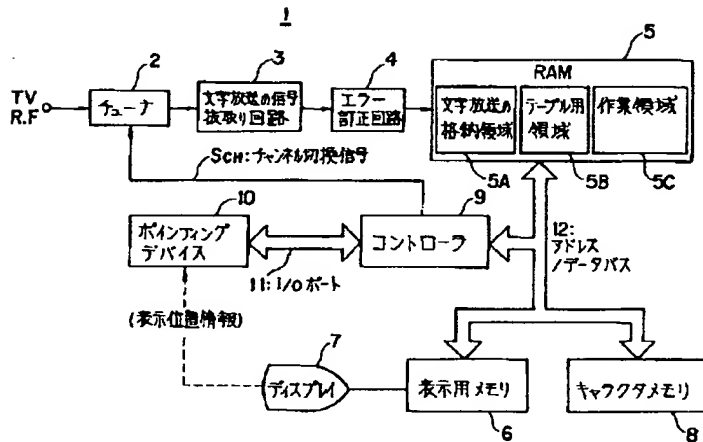 1
2
3
4
5
TV
R.F
チューナ
文字放送の信号
抜取り回路
エラー
訂正回路
RAM
文字放送の
格納領域
テーブル用
領域
作業領域
5A
5B
5C
SCH:チャンネル切換信号
10
9
ポインティング
デバイス
コントローラ
11:I/Oポート
12:
アドレス
/データバス
(表示位置情報)
7
ディスプレイ
表示用メモリ
キャラクタメモリ
6
8